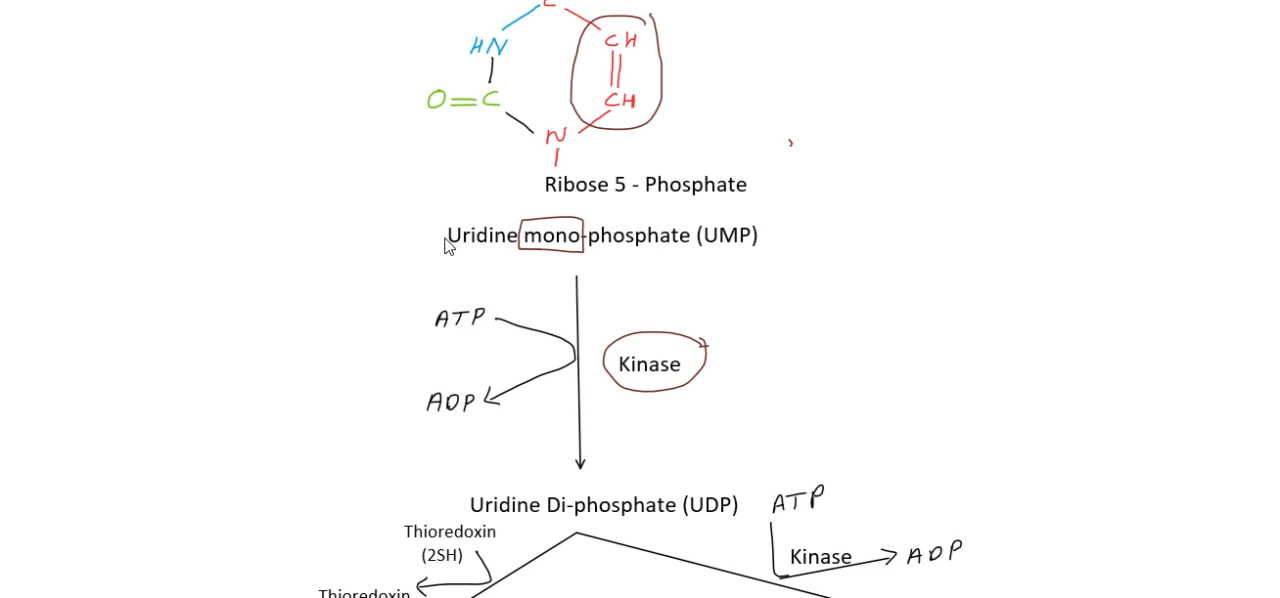 CH
HN
O=C
CH
N
Ribose 5 - Phosphate
Uridine mono-phosphate (UMP)
ATP
Kinase
ADP
Uridine Di-phosphate (UDP)
ATP
Thioredoxin
(2SH)
Kinase
ADP
Thioredoxin